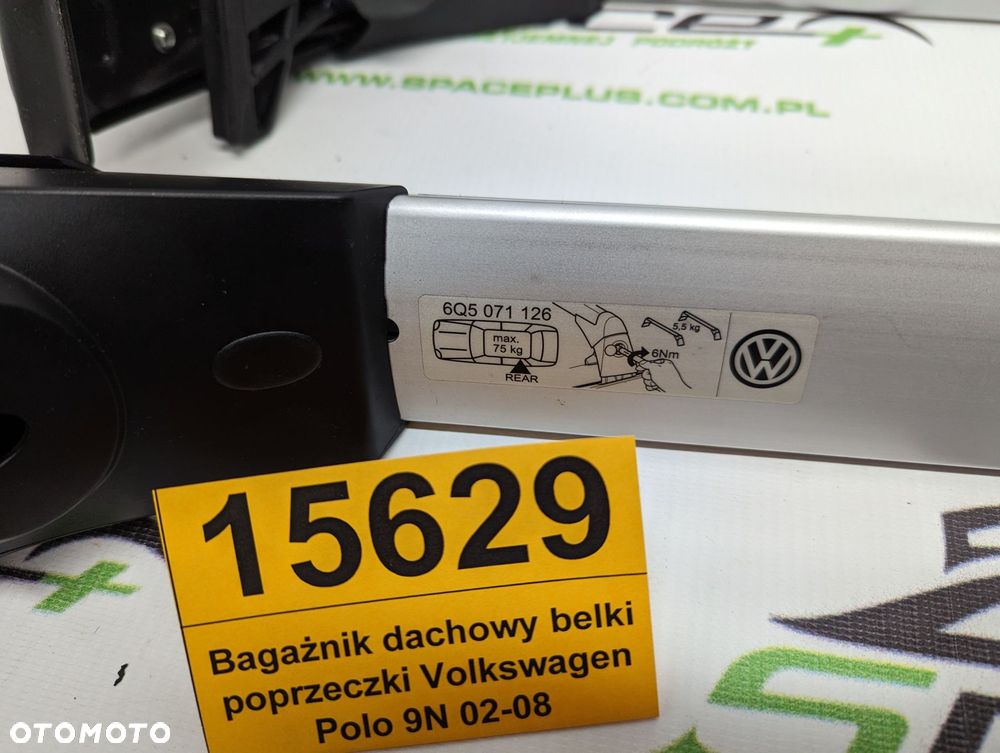 PODRÓŻY
WWW.SPACEPLUS.COM.PL
6Q5 071 126
max.
75 kg
REAR
5,5 kg
6Nm
15629
Bagażnik dachowy belki
poprzeczki Volkswagen
Polo 9N 02-08
OTOMOTO